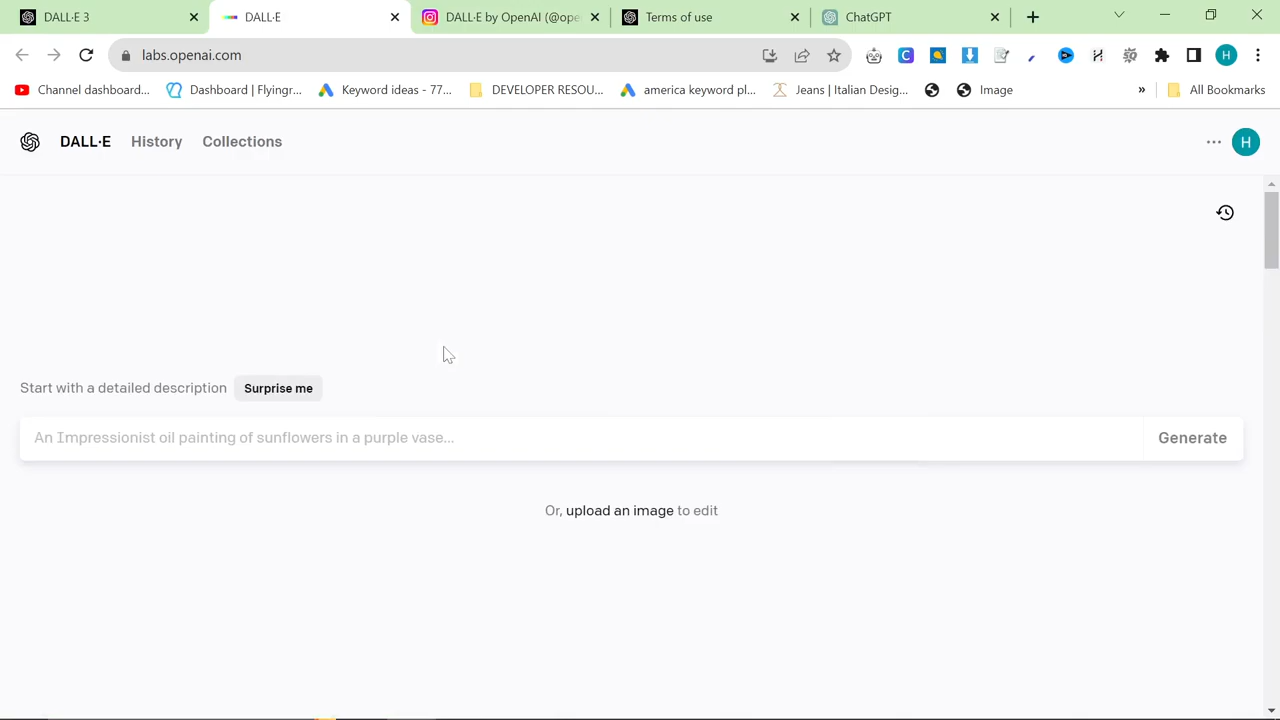 DALL·E 3
DALL·E
DALL·E by OpenAI (@ope
Terms of use
ChatGPT
labs.openai.com
Channel dashboard...
Dashboard | Flyingr...
Keyword ideas - 77...
DEVELOPER RESOU...
america keyword pl...
Jeans | Italian Desig...
Image
»
All Bookmarks
DALL·E
History
Collections
H
H
Start with a detailed description
Surprise me
An Impressionist oil painting of sunflowers in a purple vase...
Generate
Or, upload an image to edit